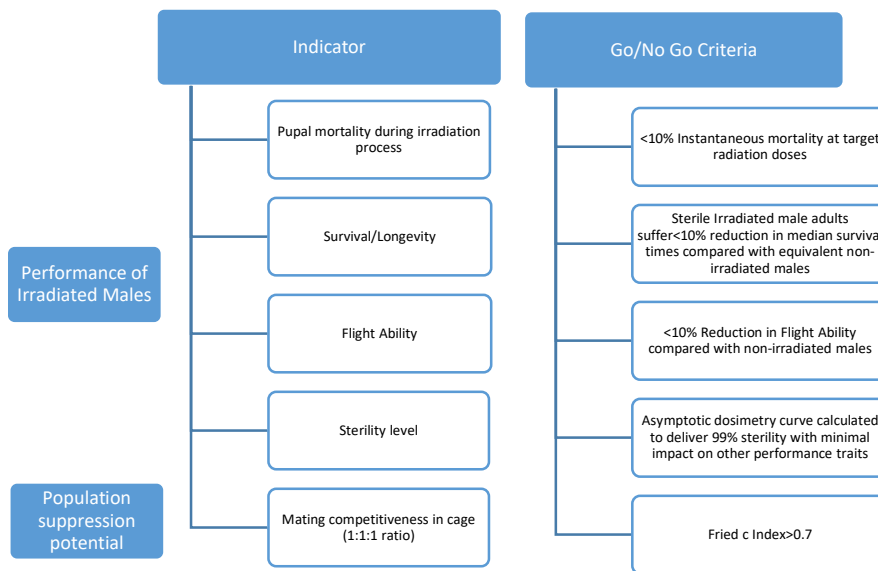 Indicator
Go/No Go Criteria
Pupal mortality during irradiation
process
<10% Instantaneous mortality at target
radiation doses
Performance of
Irradiated Males
Survival/Longevity
Sterile Irradiated male adults
suffer<10% reduction in median surviva
times compared with equivalent non-
irradiated males
Flight Ability
<10% Reduction in Flight Ability
compared with non-irradiated males
Sterility level
Asymptotic dosimetry curve calculated
to deliver 99% sterility with minimal
impact on other performance traits
Population
suppression
potential
Mating competitiveness in cage
(1:1:1 ratio)
Fried c Index>0.7